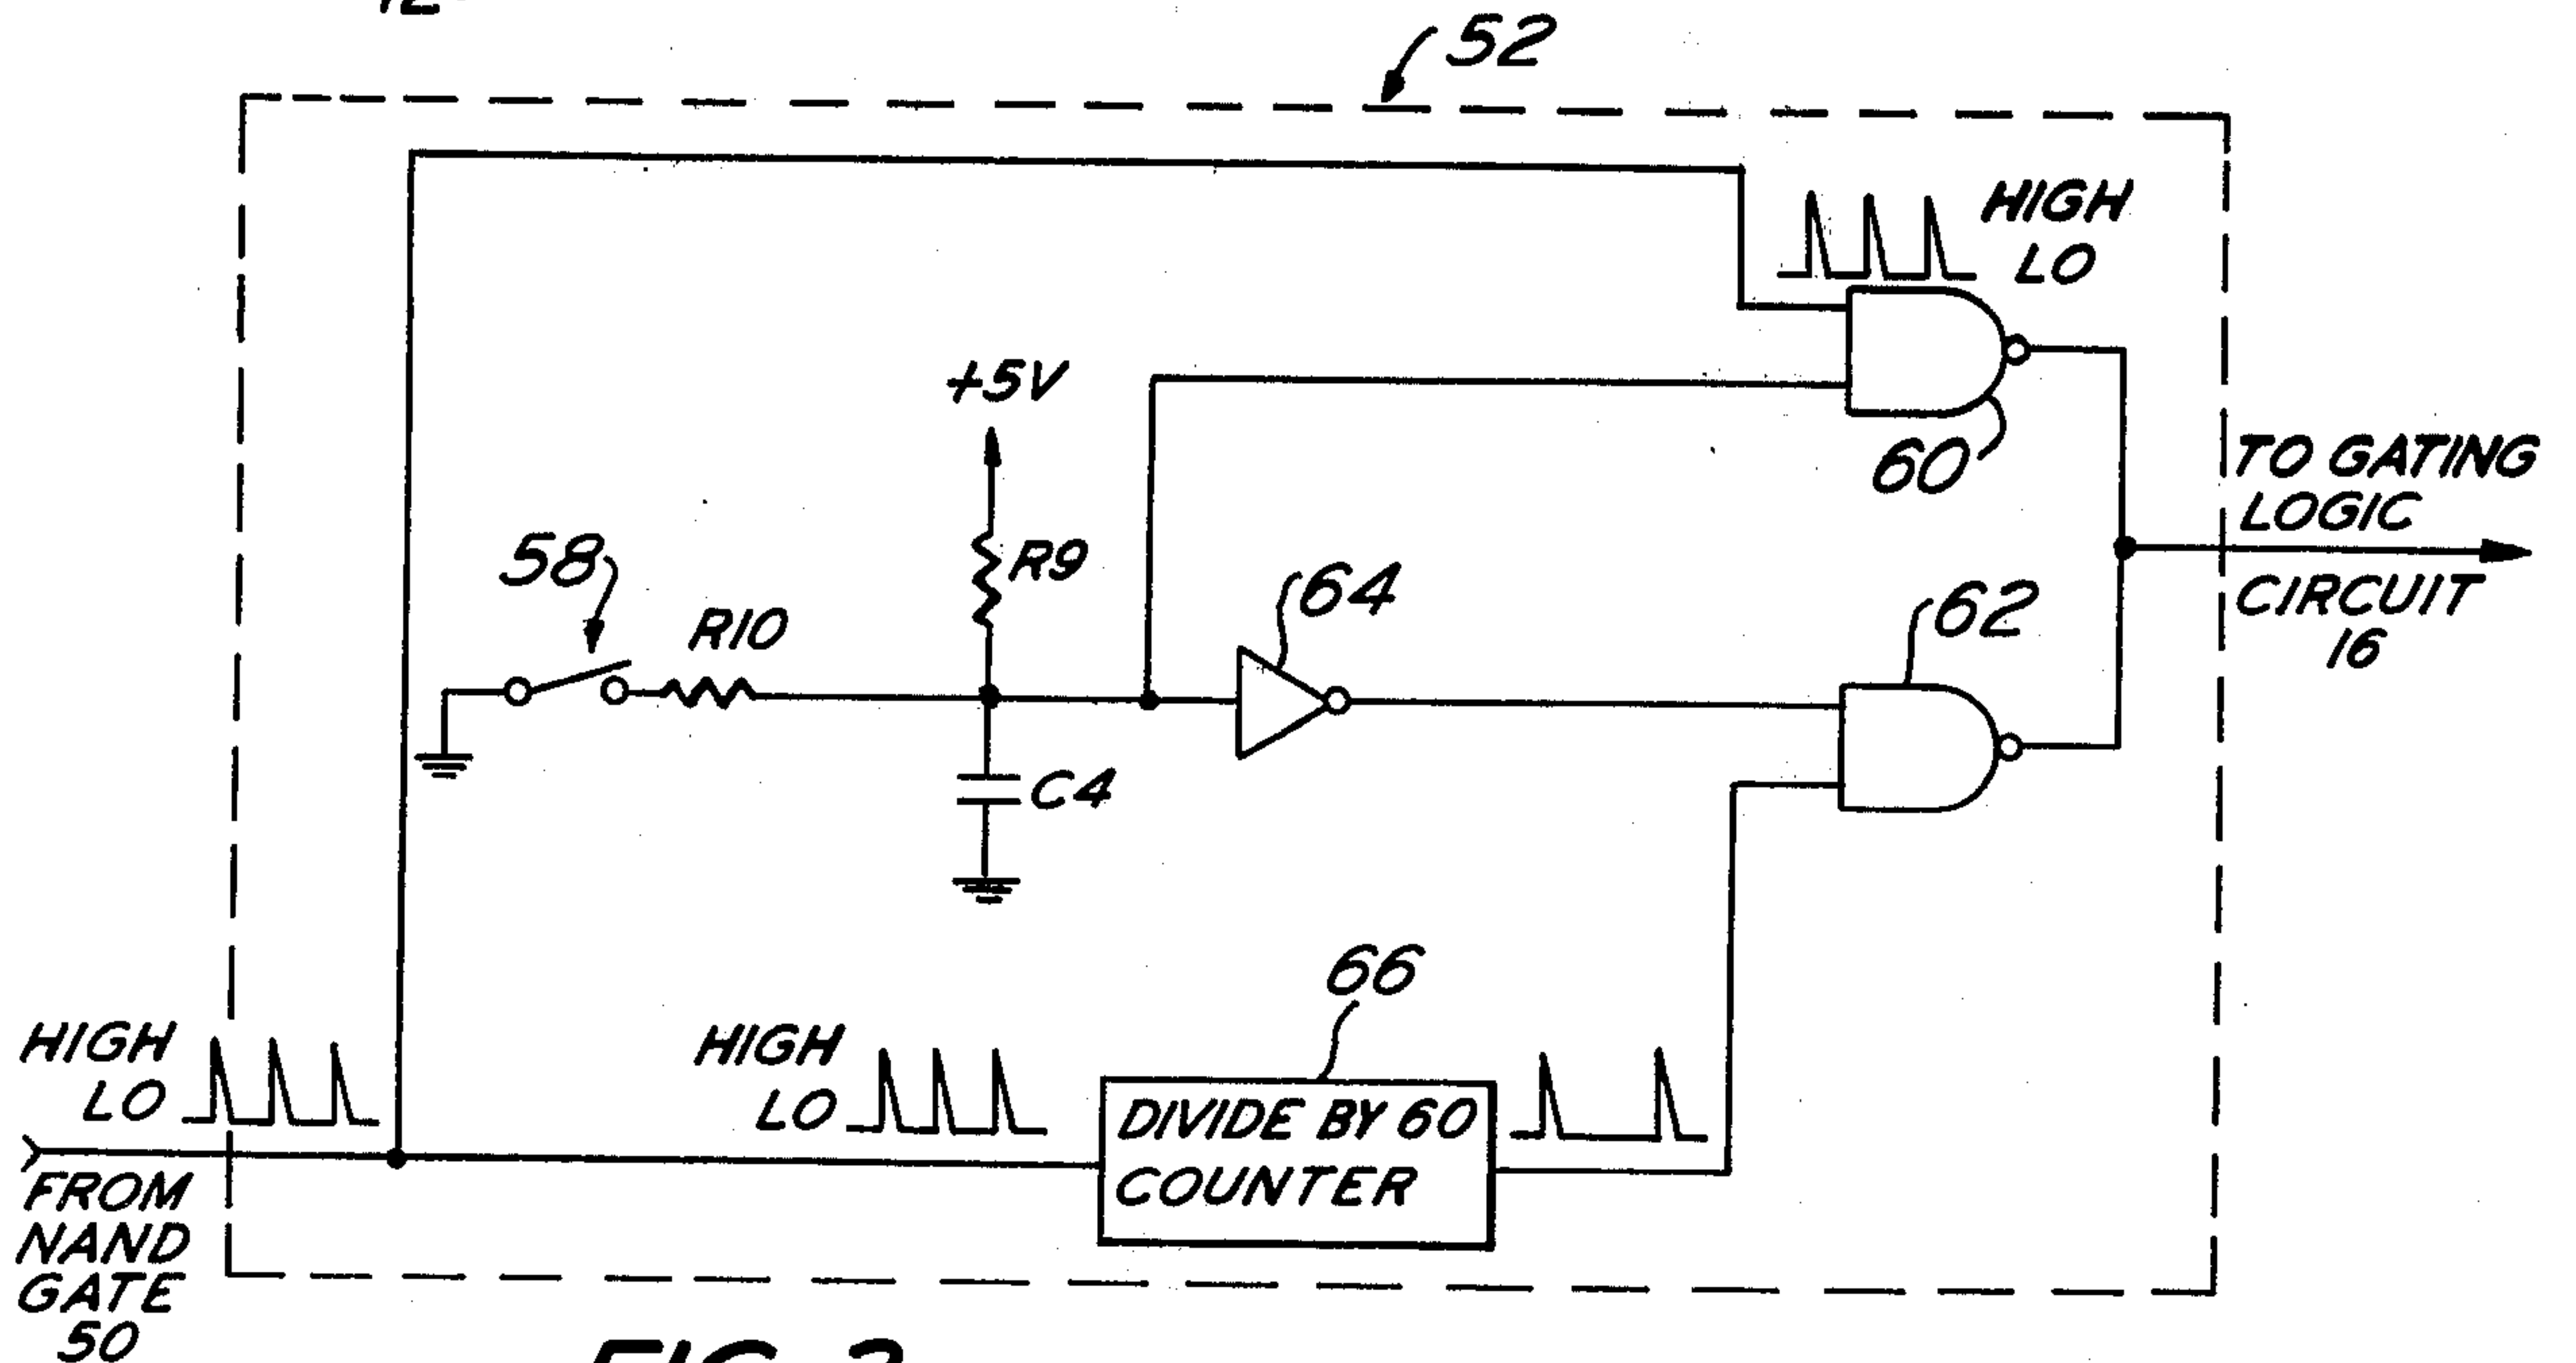 52
HIGH
LO
+5V
60
TO GATING
LOGIC
CIRCUIT
16
58
R10
R9
64
62
C4
66
HIGH
LO
HIGH
LO
DIVIDE BY 60
COUNTER
FROM
NAND
GATE
50